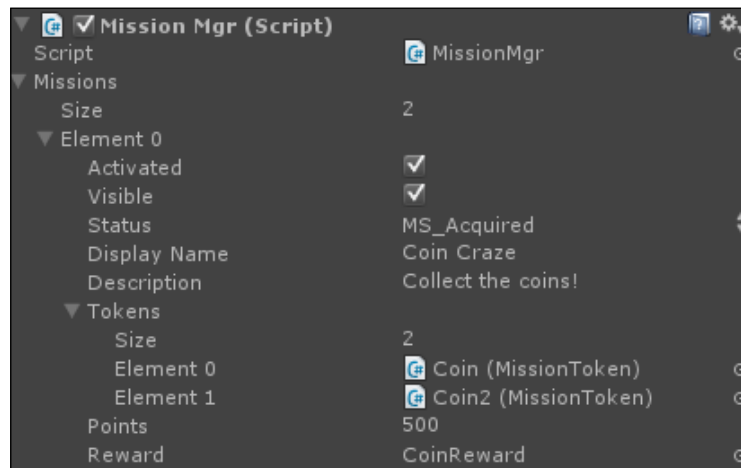 Mission Mgr (Script)
Script MissionMgr
Missions
Size 2
Element 0
Activated
Visible
Status MS_Acquired
Display Name Coin Craze
Description Collect the coins!
Tokens
Size 2
Element 0 Coin (MissionToken)
Element 1 Coin2 (MissionToken)
Points 500
Reward CoinReward